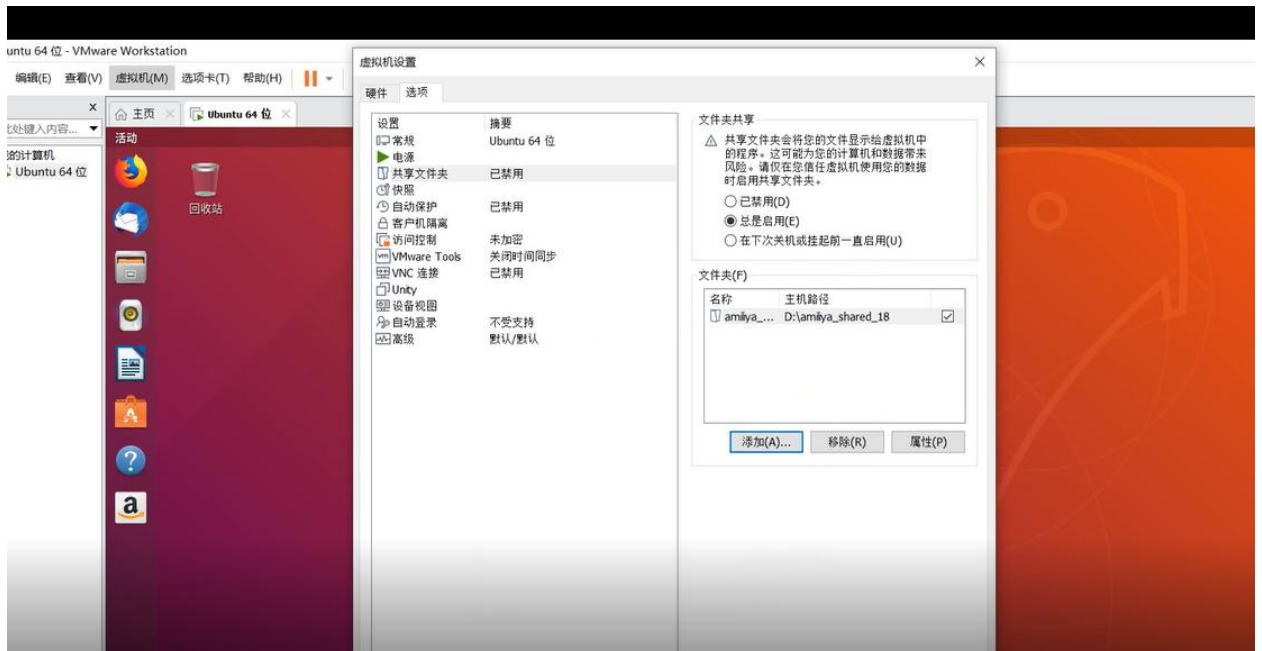 untu 64 位 - VMware Workstation
编辑(E) 查看(V) 虚拟机(M) 选项卡(T) 帮助(H)
此处键入内容...
的计算机
Ubuntu 64 位
主页
Ubuntu 64 位
活动
回收站
虚拟机设置
硬件 选项
设置 摘要
常规 Ubuntu 64 位
电源
共享文件夹 已禁用
快照
自动保护 已禁用
客户机隔离
访问控制 未加密
VMware Tools 关闭时间同步
VNC 连接 已禁用
Unity
设备视图
自动登录 不受支持
高级 默认/默认
文件夹共享
共享文件夹会将您的文件显示给虚拟机中
的程序。这可能为您的计算机和数据带来
风险。请仅在您信任虚拟机使用您的数据
时启用共享文件夹。
已禁用(D)
总是启用(E)
在下次关机或挂起前一直启用(U)
文件夹(F)
名称 主机路径
amiiya_... D:\amiiya_shared_18
添加(A)... 移除(R) 属性(P)